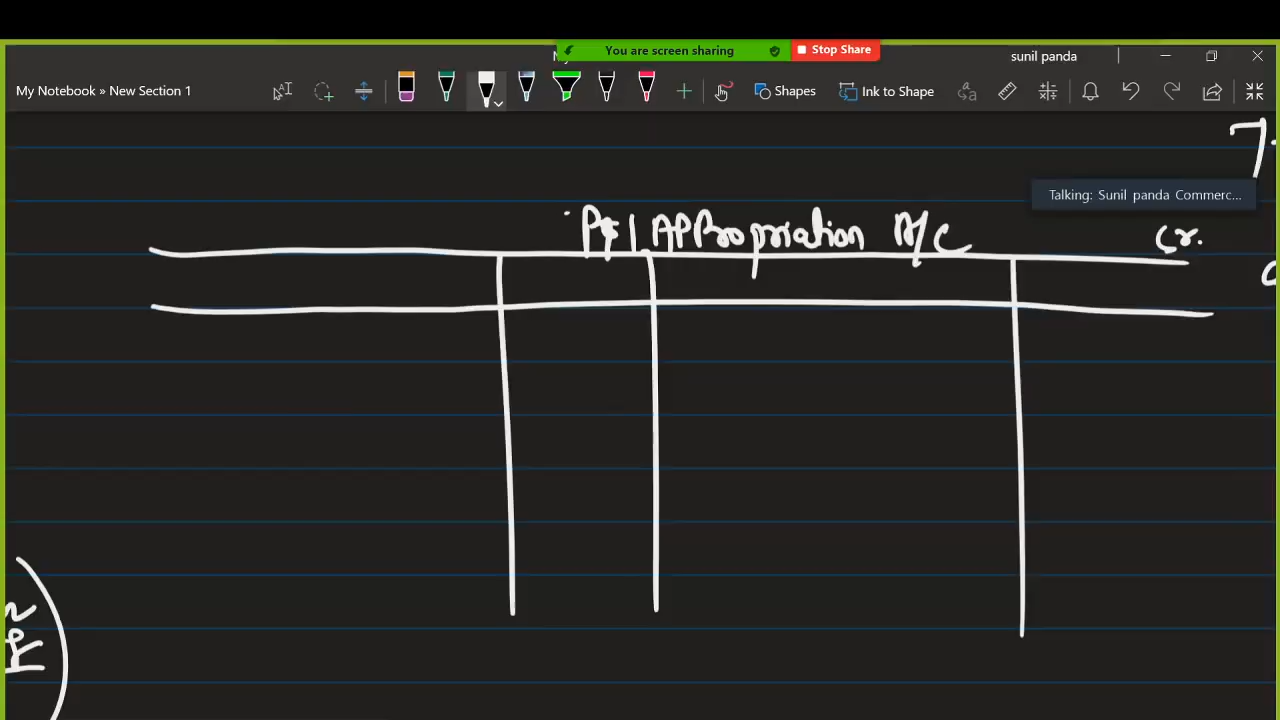 You are screen sharing
Stop Share
sunil panda
My Notebook » New Section 1
Shapes
Ink to Shape
Talking: Sunil panda Commerc...
P&L APPropriation A/C
Cr.